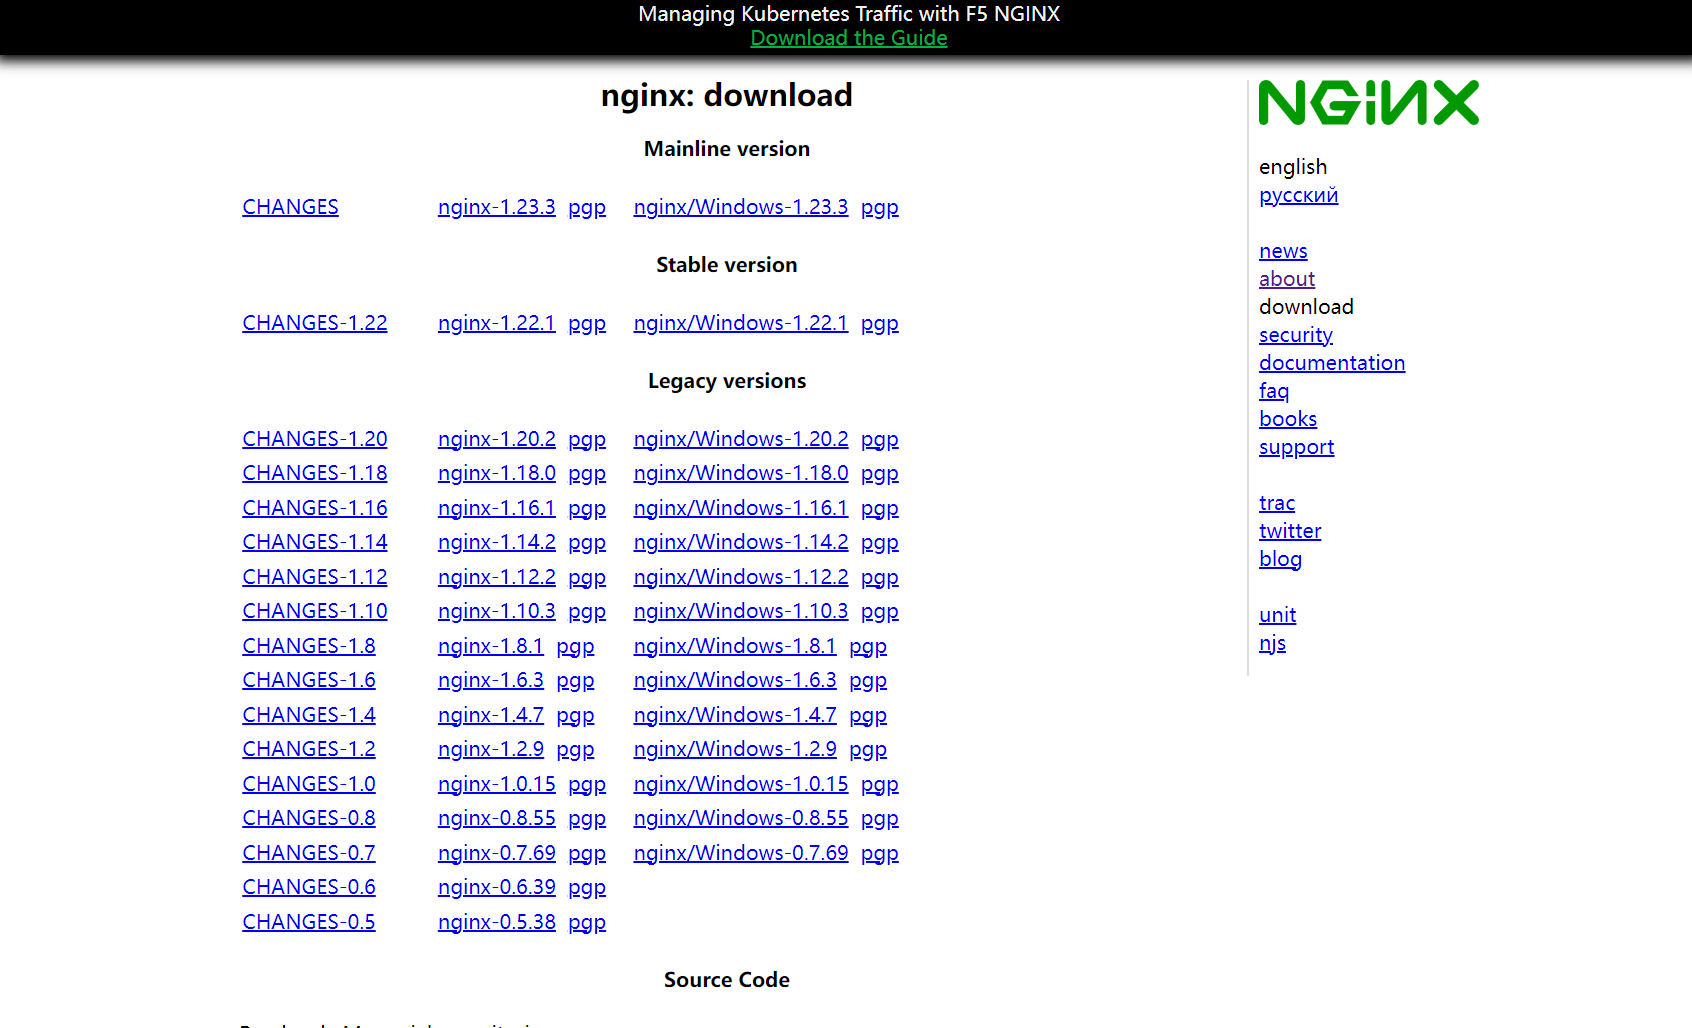 Managing Kubernetes Traffic with F5 NGINX
Download the Guide
nginx: download
Mainline version
CHANGES nginx-1.23.3 pgp nginx/Windows-1.23.3 pgp
Stable version
CHANGES-1.22 nginx-1.22.1 pgp nginx/Windows-1.22.1 pgp
Legacy versions
CHANGES-1.20 nginx-1.20.2 pgp nginx/Windows-1.20.2 pgp
CHANGES-1.18 nginx-1.18.0 pgp nginx/Windows-1.18.0 pgp
CHANGES-1.16 nginx-1.16.1 pgp nginx/Windows-1.16.1 pgp
CHANGES-1.14 nginx-1.14.2 pgp nginx/Windows-1.14.2 pgp
CHANGES-1.12 nginx-1.12.2 pgp nginx/Windows-1.12.2 pgp
CHANGES-1.10 nginx-1.10.3 pgp nginx/Windows-1.10.3 pgp
CHANGES-1.8 nginx-1.8.1 pgp nginx/Windows-1.8.1 pgp
CHANGES-1.6 nginx-1.6.3 pgp nginx/Windows-1.6.3 pgp
CHANGES-1.4 nginx-1.4.7 pgp nginx/Windows-1.4.7 pgp
CHANGES-1.2 nginx-1.2.9 pgp nginx/Windows-1.2.9 pgp
CHANGES-1.0 nginx-1.0.15 pgp nginx/Windows-1.0.15 pgp
CHANGES-0.8 nginx-0.8.55 pgp nginx/Windows-0.8.55 pgp
CHANGES-0.7 nginx-0.7.69 pgp nginx/Windows-0.7.69 pgp
CHANGES-0.6 nginx-0.6.39 pgp
CHANGES-0.5 nginx-0.5.38 pgp
Source Code
NGINX
english
русский
news
about
download
security
documentation
faq
books
support
trac
twitter
blog
unit
njs